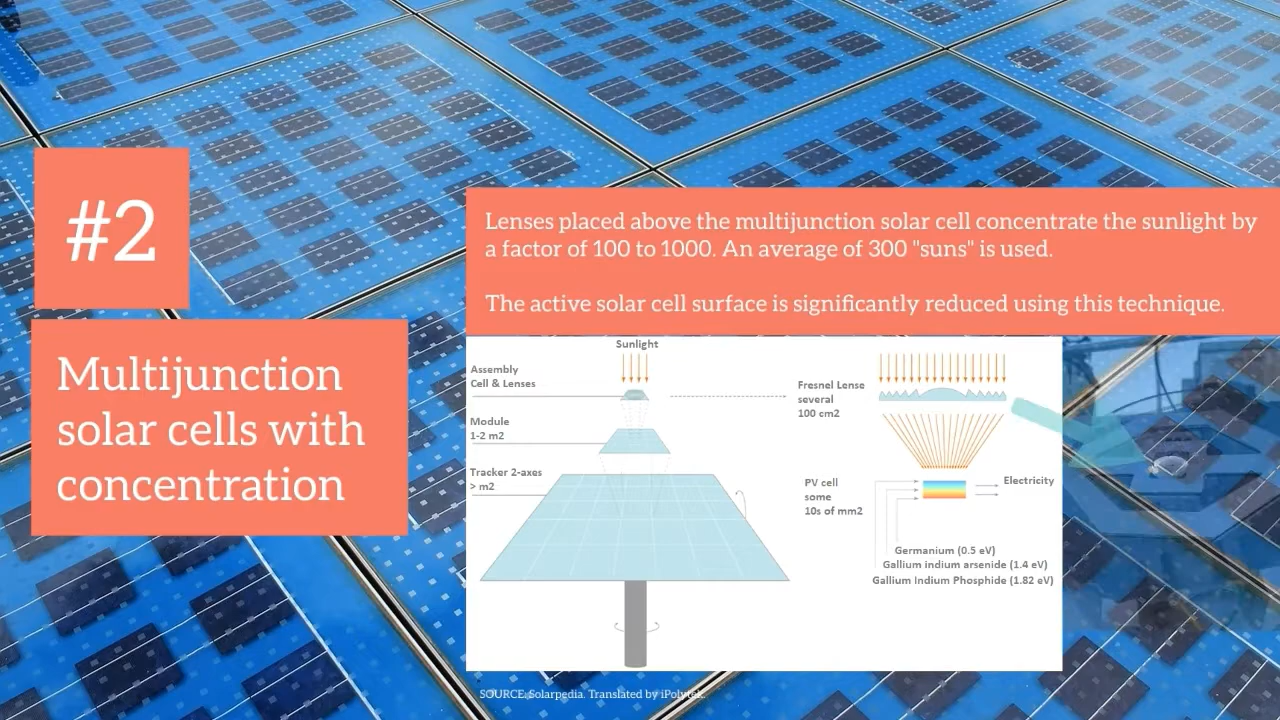 #2
Multijunction
solar cells with
concentration
Lenses placed above the multijunction solar cell concentrate the sunlight by
a factor of 100 to 1000. An average of 300 "suns" is used.
The active solar cell surface is significantly reduced using this technique.
Sunlight
Assembly
Cell & Lenses
Module
1-2 m2
Tracker 2-axes
> m2
Fresnel Lense
several
100 cm2
PV cell
some
10s of mm2
Electricity
Germanium (0.5 eV)
Gallium indium arsenide (1.4 eV)
Gallium Indium Phosphide (1.82 eV)
SOURCE: Solarpedia. Translated by iPolytek.